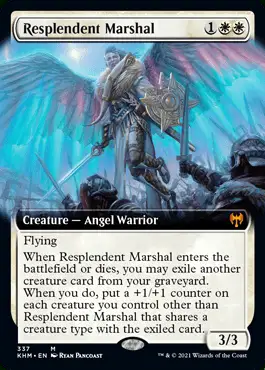 Resplendent Marshal 1
Creature — Angel Warrior
Flying
When Resplendent Marshal enters the
battlefield or dies, you may exile another
creature card from your graveyard.
When you do, put a +1/+1 counter on
each creature you control other than
Resplendent Marshal that shares a
creature type with the exiled card.
3/3
337 M
KHM • EN RYAN PANCOAST
™ & © 2021 Wizards of the Coast